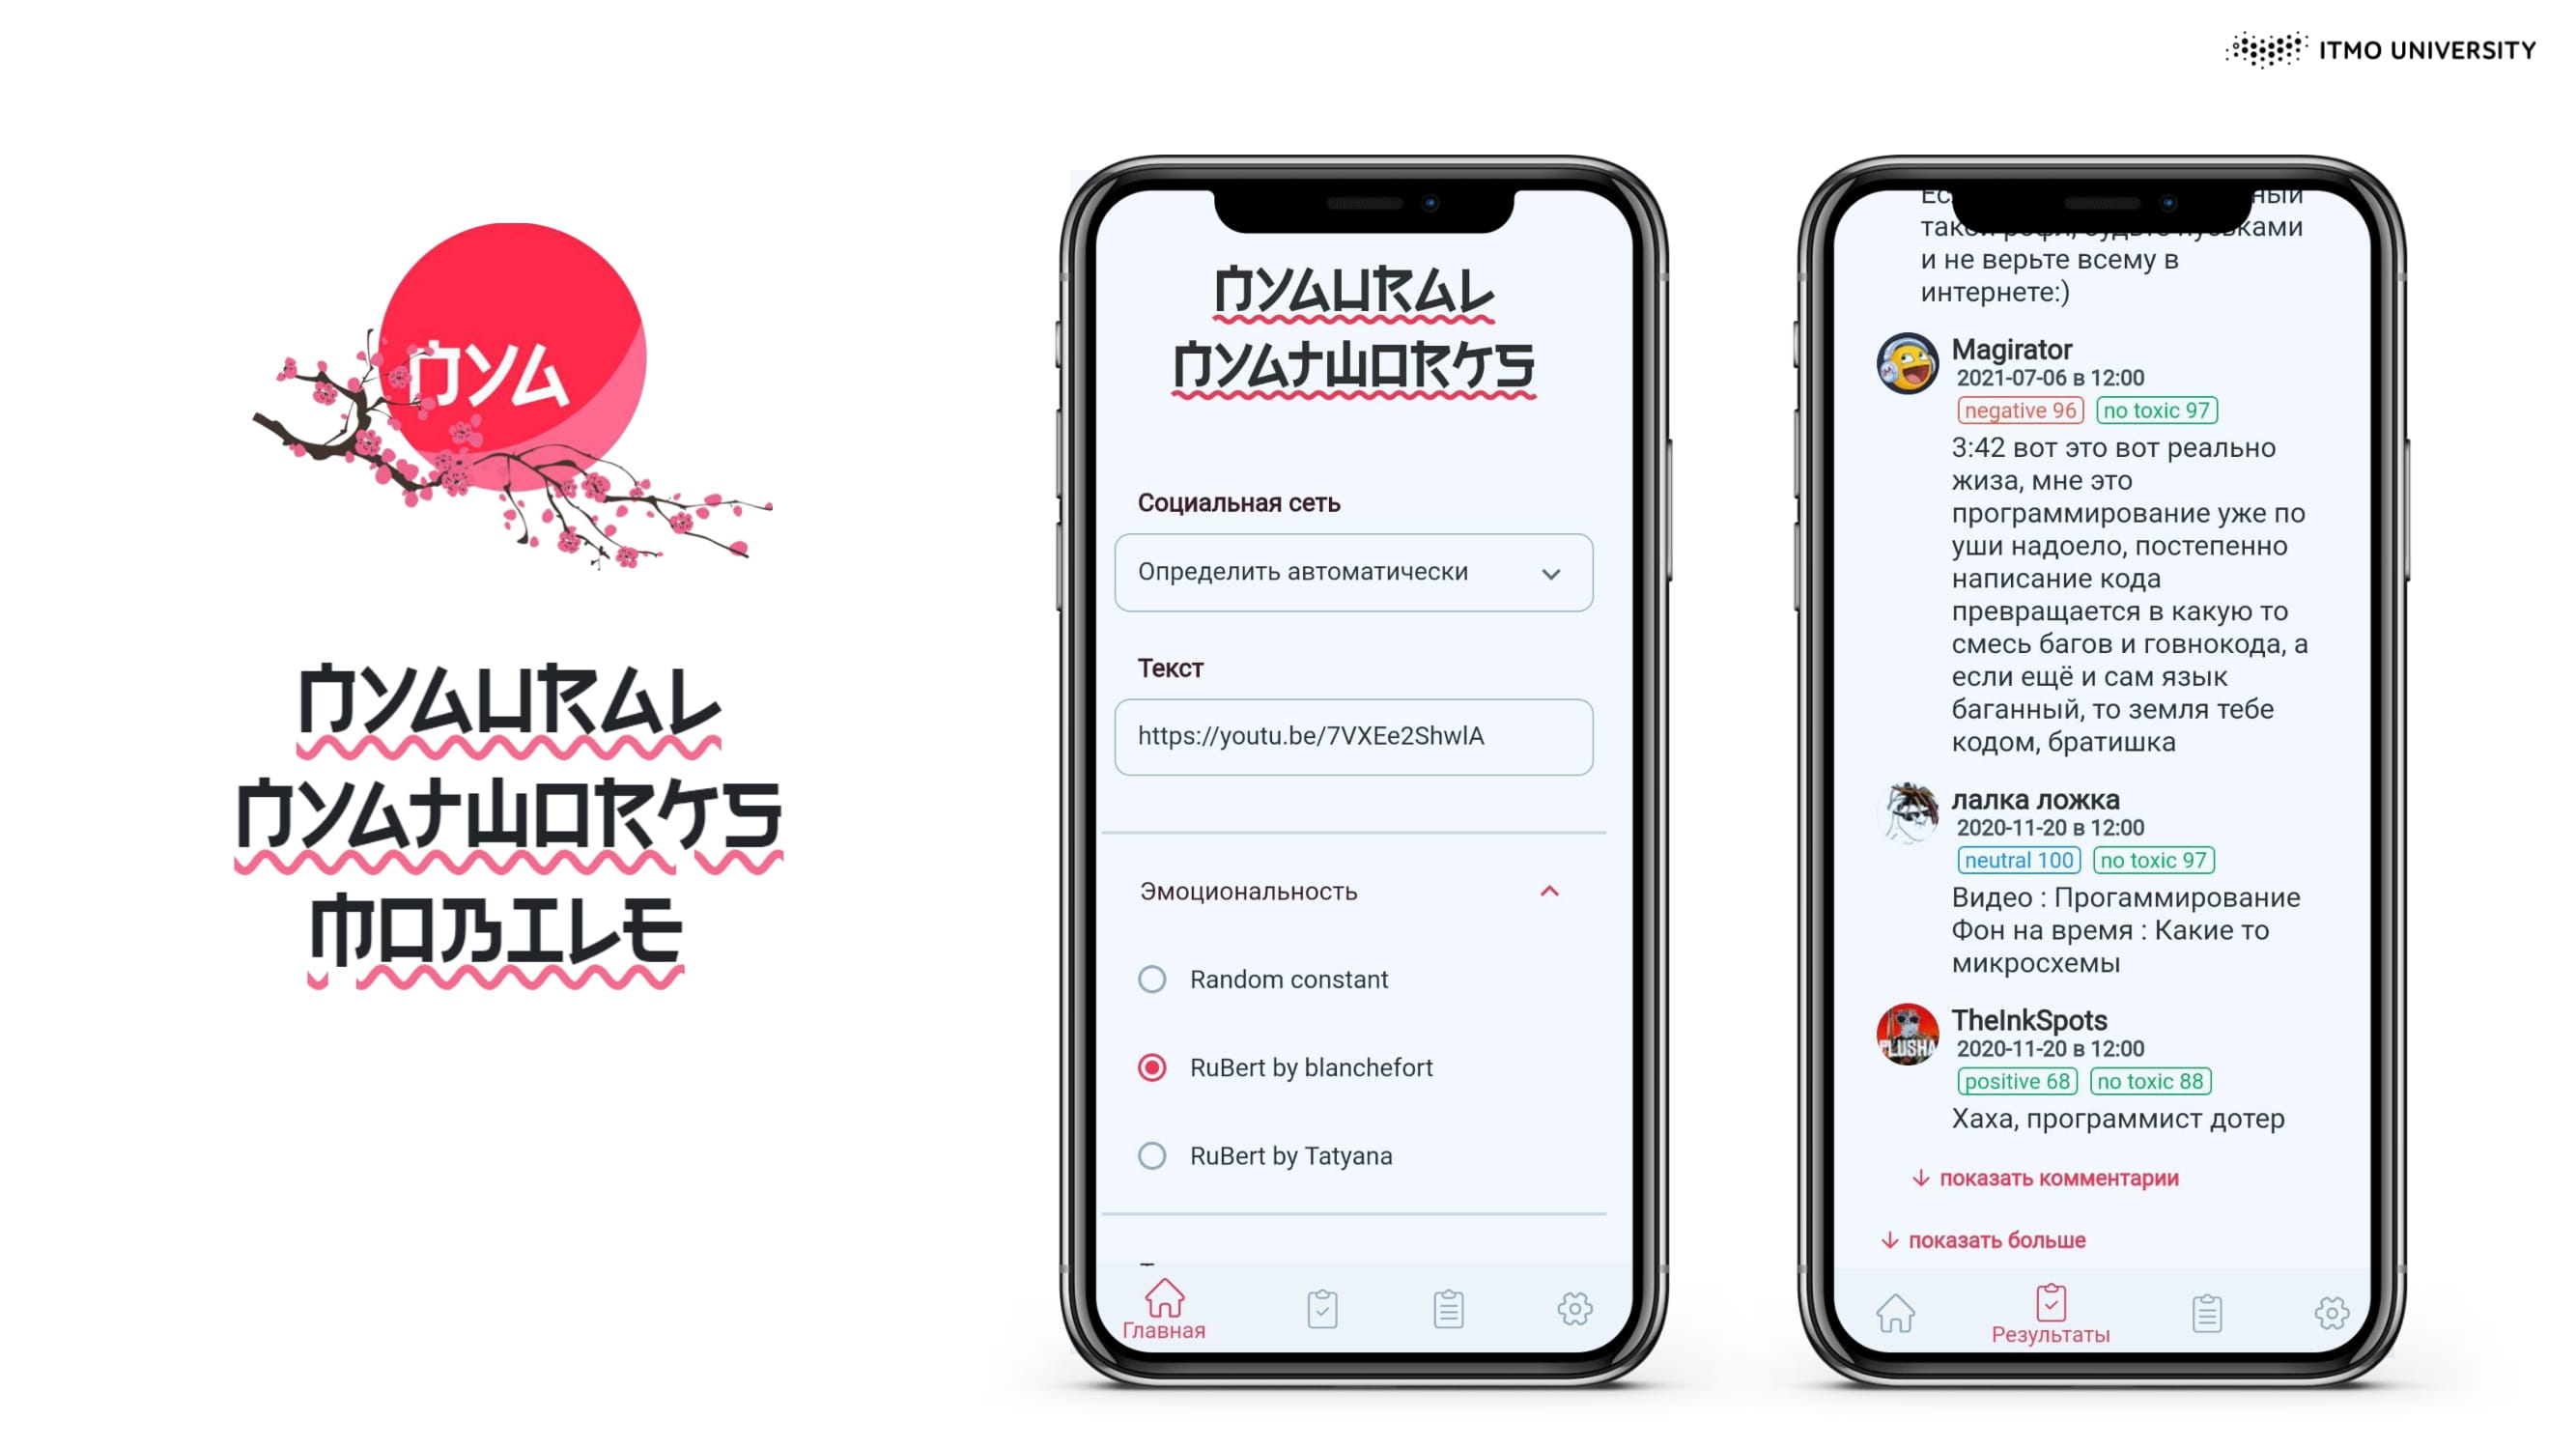 ITMO UNIVERSITY
NYA
NYAURAL
NYATWORKS
MOBILE
NYAURAL
NYATWORKS
Социальная сеть
Определить автоматически
Текст
https://youtu.be/7VXEe2ShwlA
Эмоциональность
Random constant
RuBert by blanchefort
RuBert by Tatyana
Главная
и не верьте всему в
интернете:)
Magirator
2021-07-06 в 12:00
negative 96 no toxic 97
3:42 вот это вот реально
жиза, мне это
программирование уже по
уши надоело, постепенно
написание кода
превращается в какую то
смесь багов и говнокода, а
если ещё и сам язык
баганный, то земля тебе
кодом, братишка
лалка ложка
2020-11-20 в 12:00
neutral 100 no toxic 97
Видео : Прогаммирование
Фон на время : Какие то
микросхемы
PLUSHA
TheInkSpots
2020-11-20 в 12:00
positive 68 no toxic 88
Хаха, программист дотер
показать комментарии
показать больше
Результаты